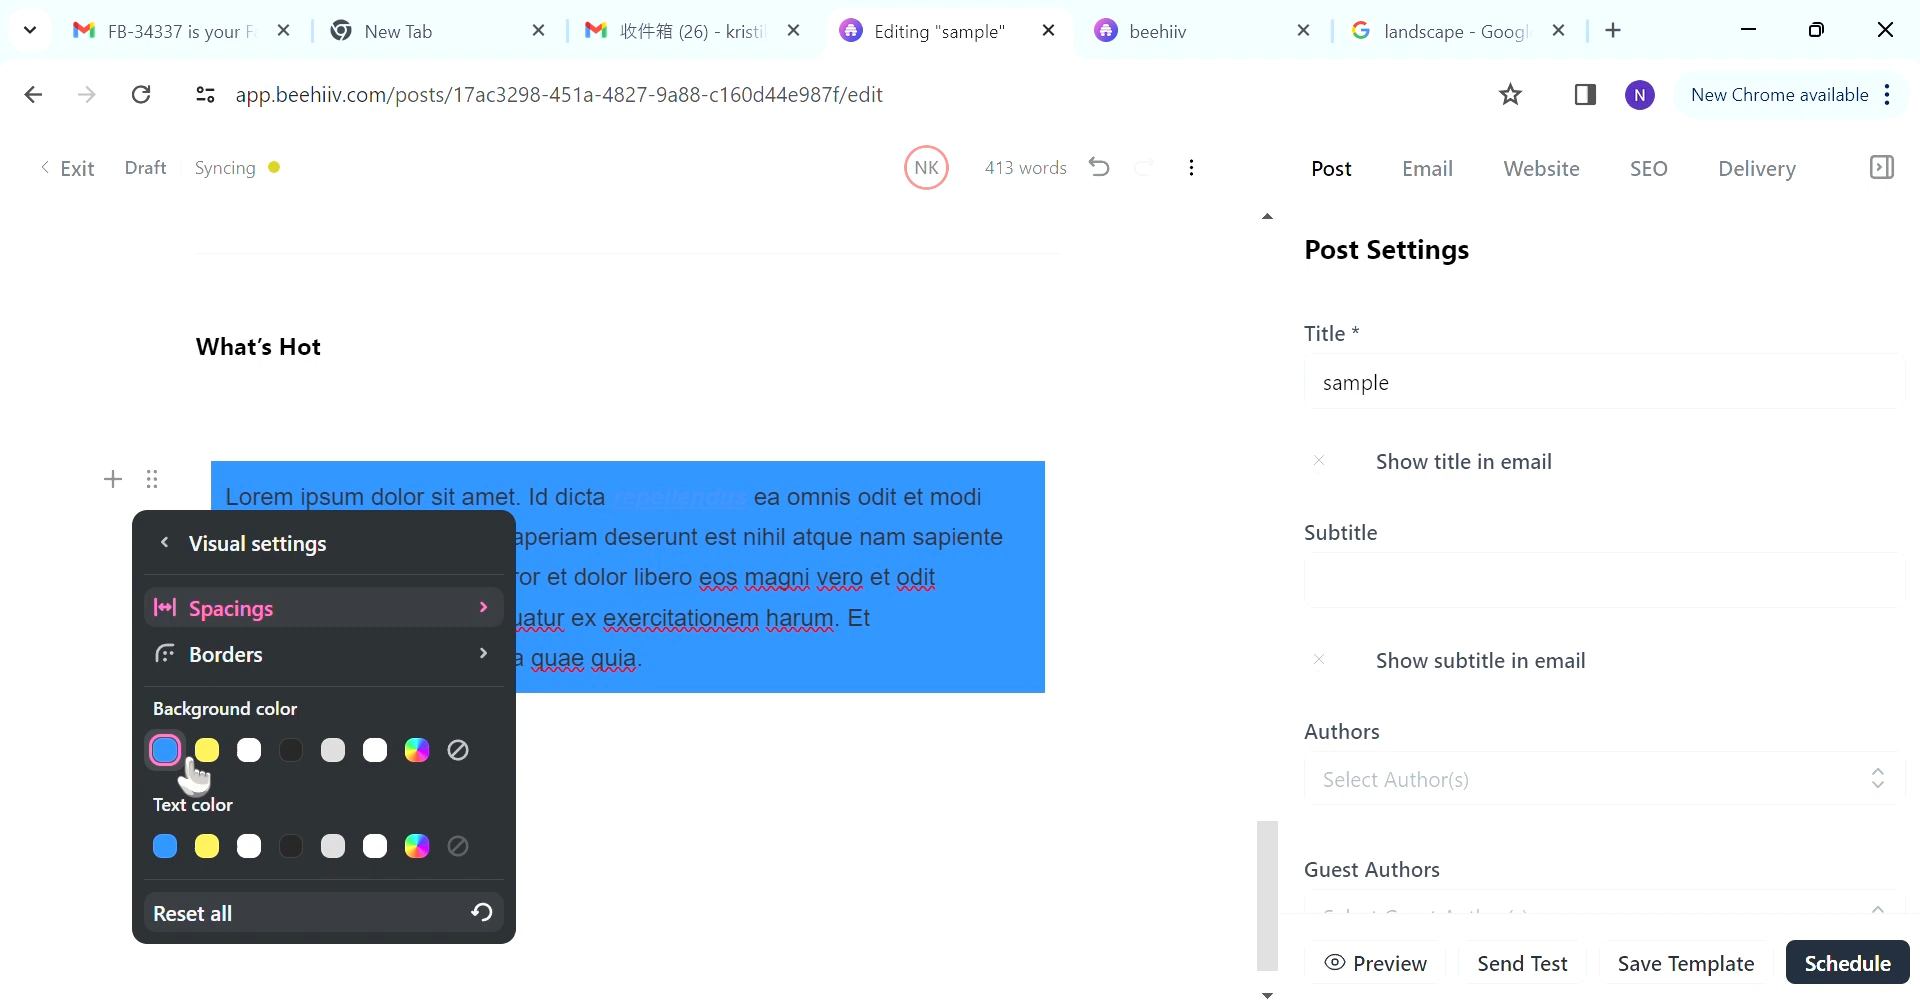 FB-34337 is your F
New Tab
收件箱 (26) - kristi
Editing "sample"
beehiiv
landscape - Googl
app.beehiiv.com/posts/17ac3298-451a-4827-9a88-c160d44e987f/edit
N
New Chrome available
Exit
Draft
Syncing
NK
413 words
Post
Email
Website
SEO
Delivery
What's Hot
Lorem ipsum dolor sit amet. Id dicta repellendus ea omnis odit et modi
aperiam deserunt est nihil atque nam sapiente
or et dolor libero eos magni vero et odit
uatur ex exercitationem harum. Et
a quae quia.
Visual settings
Spacings
Borders
Background color
Text color
Reset all
Post Settings
Title *
sample
Show title in email
Subtitle
Show subtitle in email
Authors
Select Author(s)
Guest Authors
Preview
Send Test
Save Template
Schedule